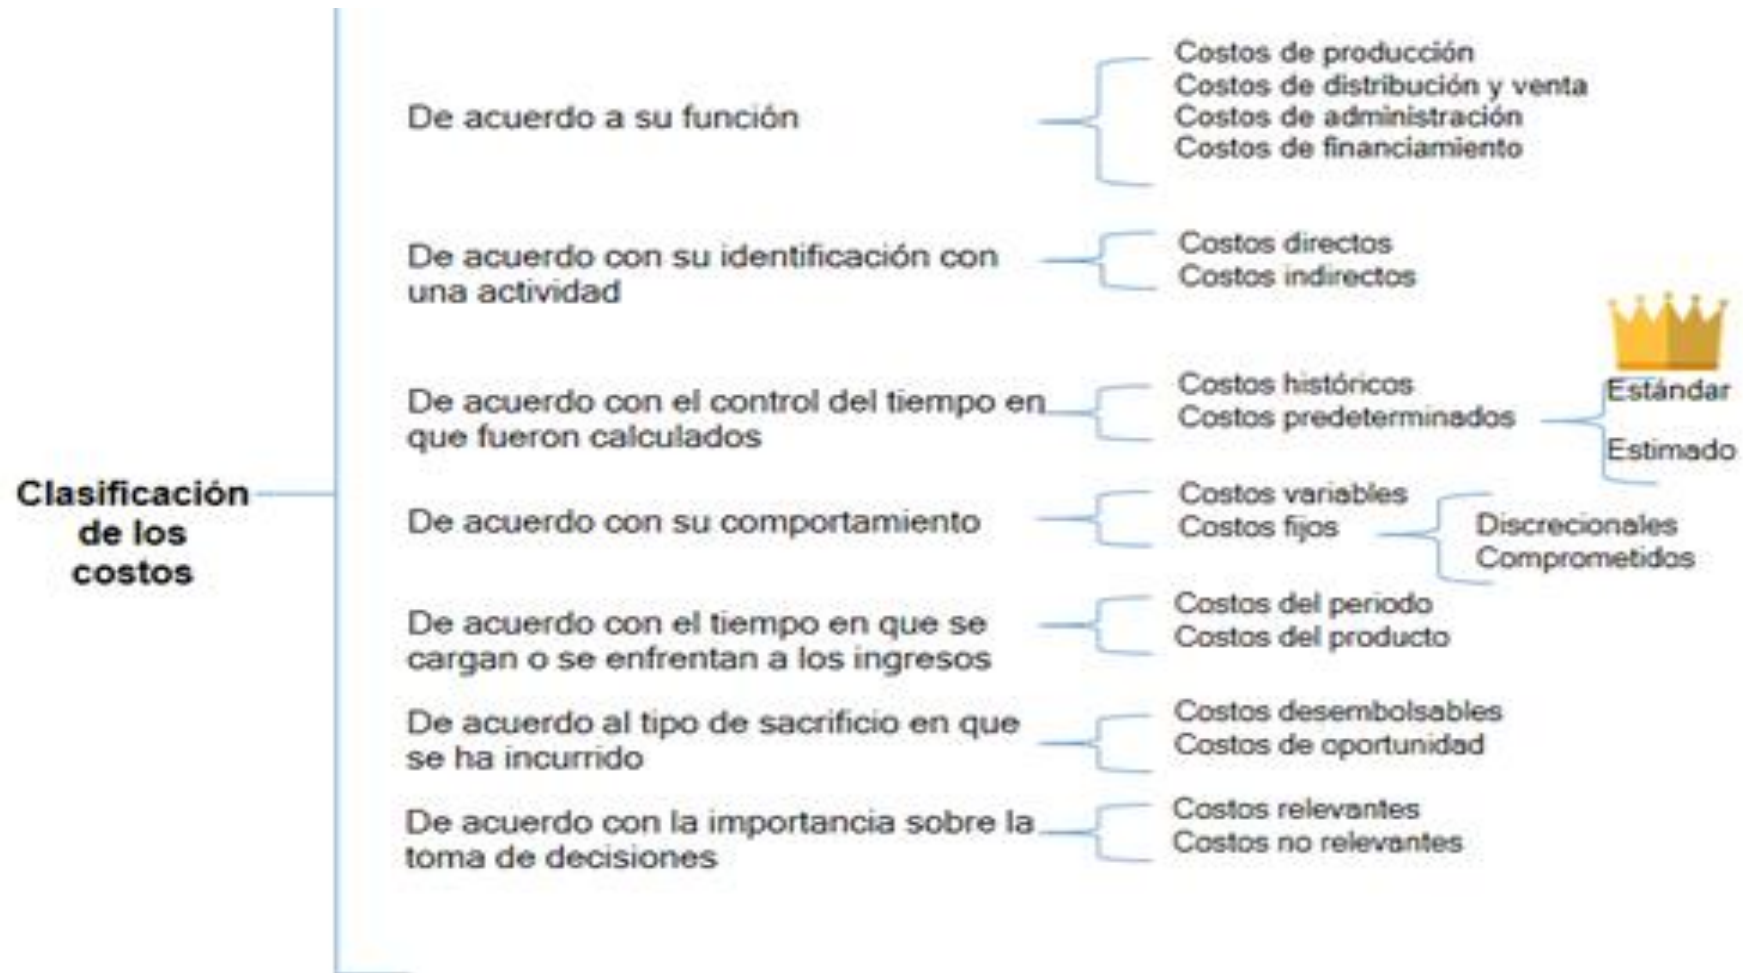 Clasificación
de los
costos
De acuerdo a su función
Costos de producción
Costos de distribución y venta
Costos de administración
Costos de financiamiento
De acuerdo con su identificación con
una actividad
Costos directos
Costos indirectos
De acuerdo con el control del tiempo en
que fueron calculados
Costos históricos
Costos predeterminados
Estándar
Estimado
De acuerdo con su comportamiento
Costos variables
Costos fijos
Discrecionales
Comprometidos
De acuerdo con el tiempo en que se
cargan o se enfrentan a los ingresos
Costos del periodo
Costos del producto
De acuerdo al tipo de sacrificio en que
se ha incurrido
Costos desembolsables
Costos de oportunidad
De acuerdo con la importancia sobre la
toma de decisiones
Costos relevantes
Costos no relevantes